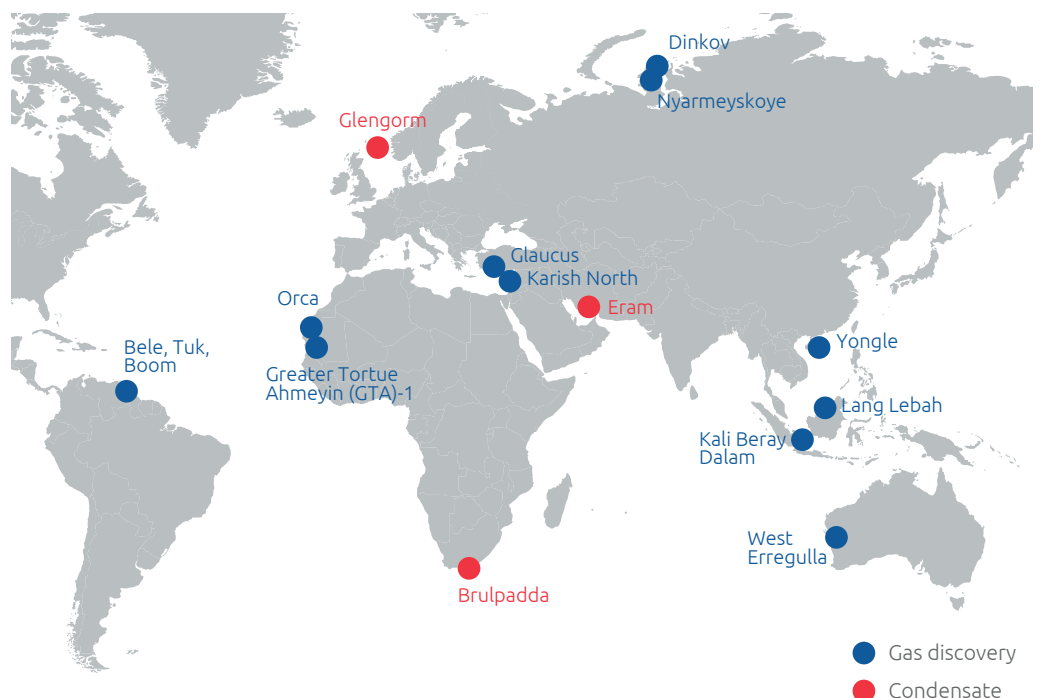 Dinkov
Nyarmeyskoye
Glengorm
Glaucus
Karish North
Orca
Eram
Bele, Tuk,
Boom
Yongle
Greater Tortue
Ahmeyin (GTA)-1
Lang Lebah
Kali Beray
Dalam
West
Erregulla
Brulpadda
Gas discovery
Condensate